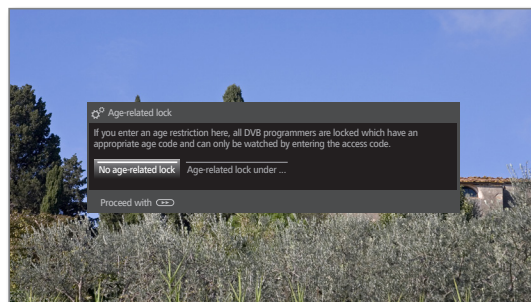 Age-related lock
If you enter an age restriction here, all DVB programmers are locked which have an
appropriate age code and can only be watched by entering the access code.
No age-related lock
Age-related lock under ...
Proceed with